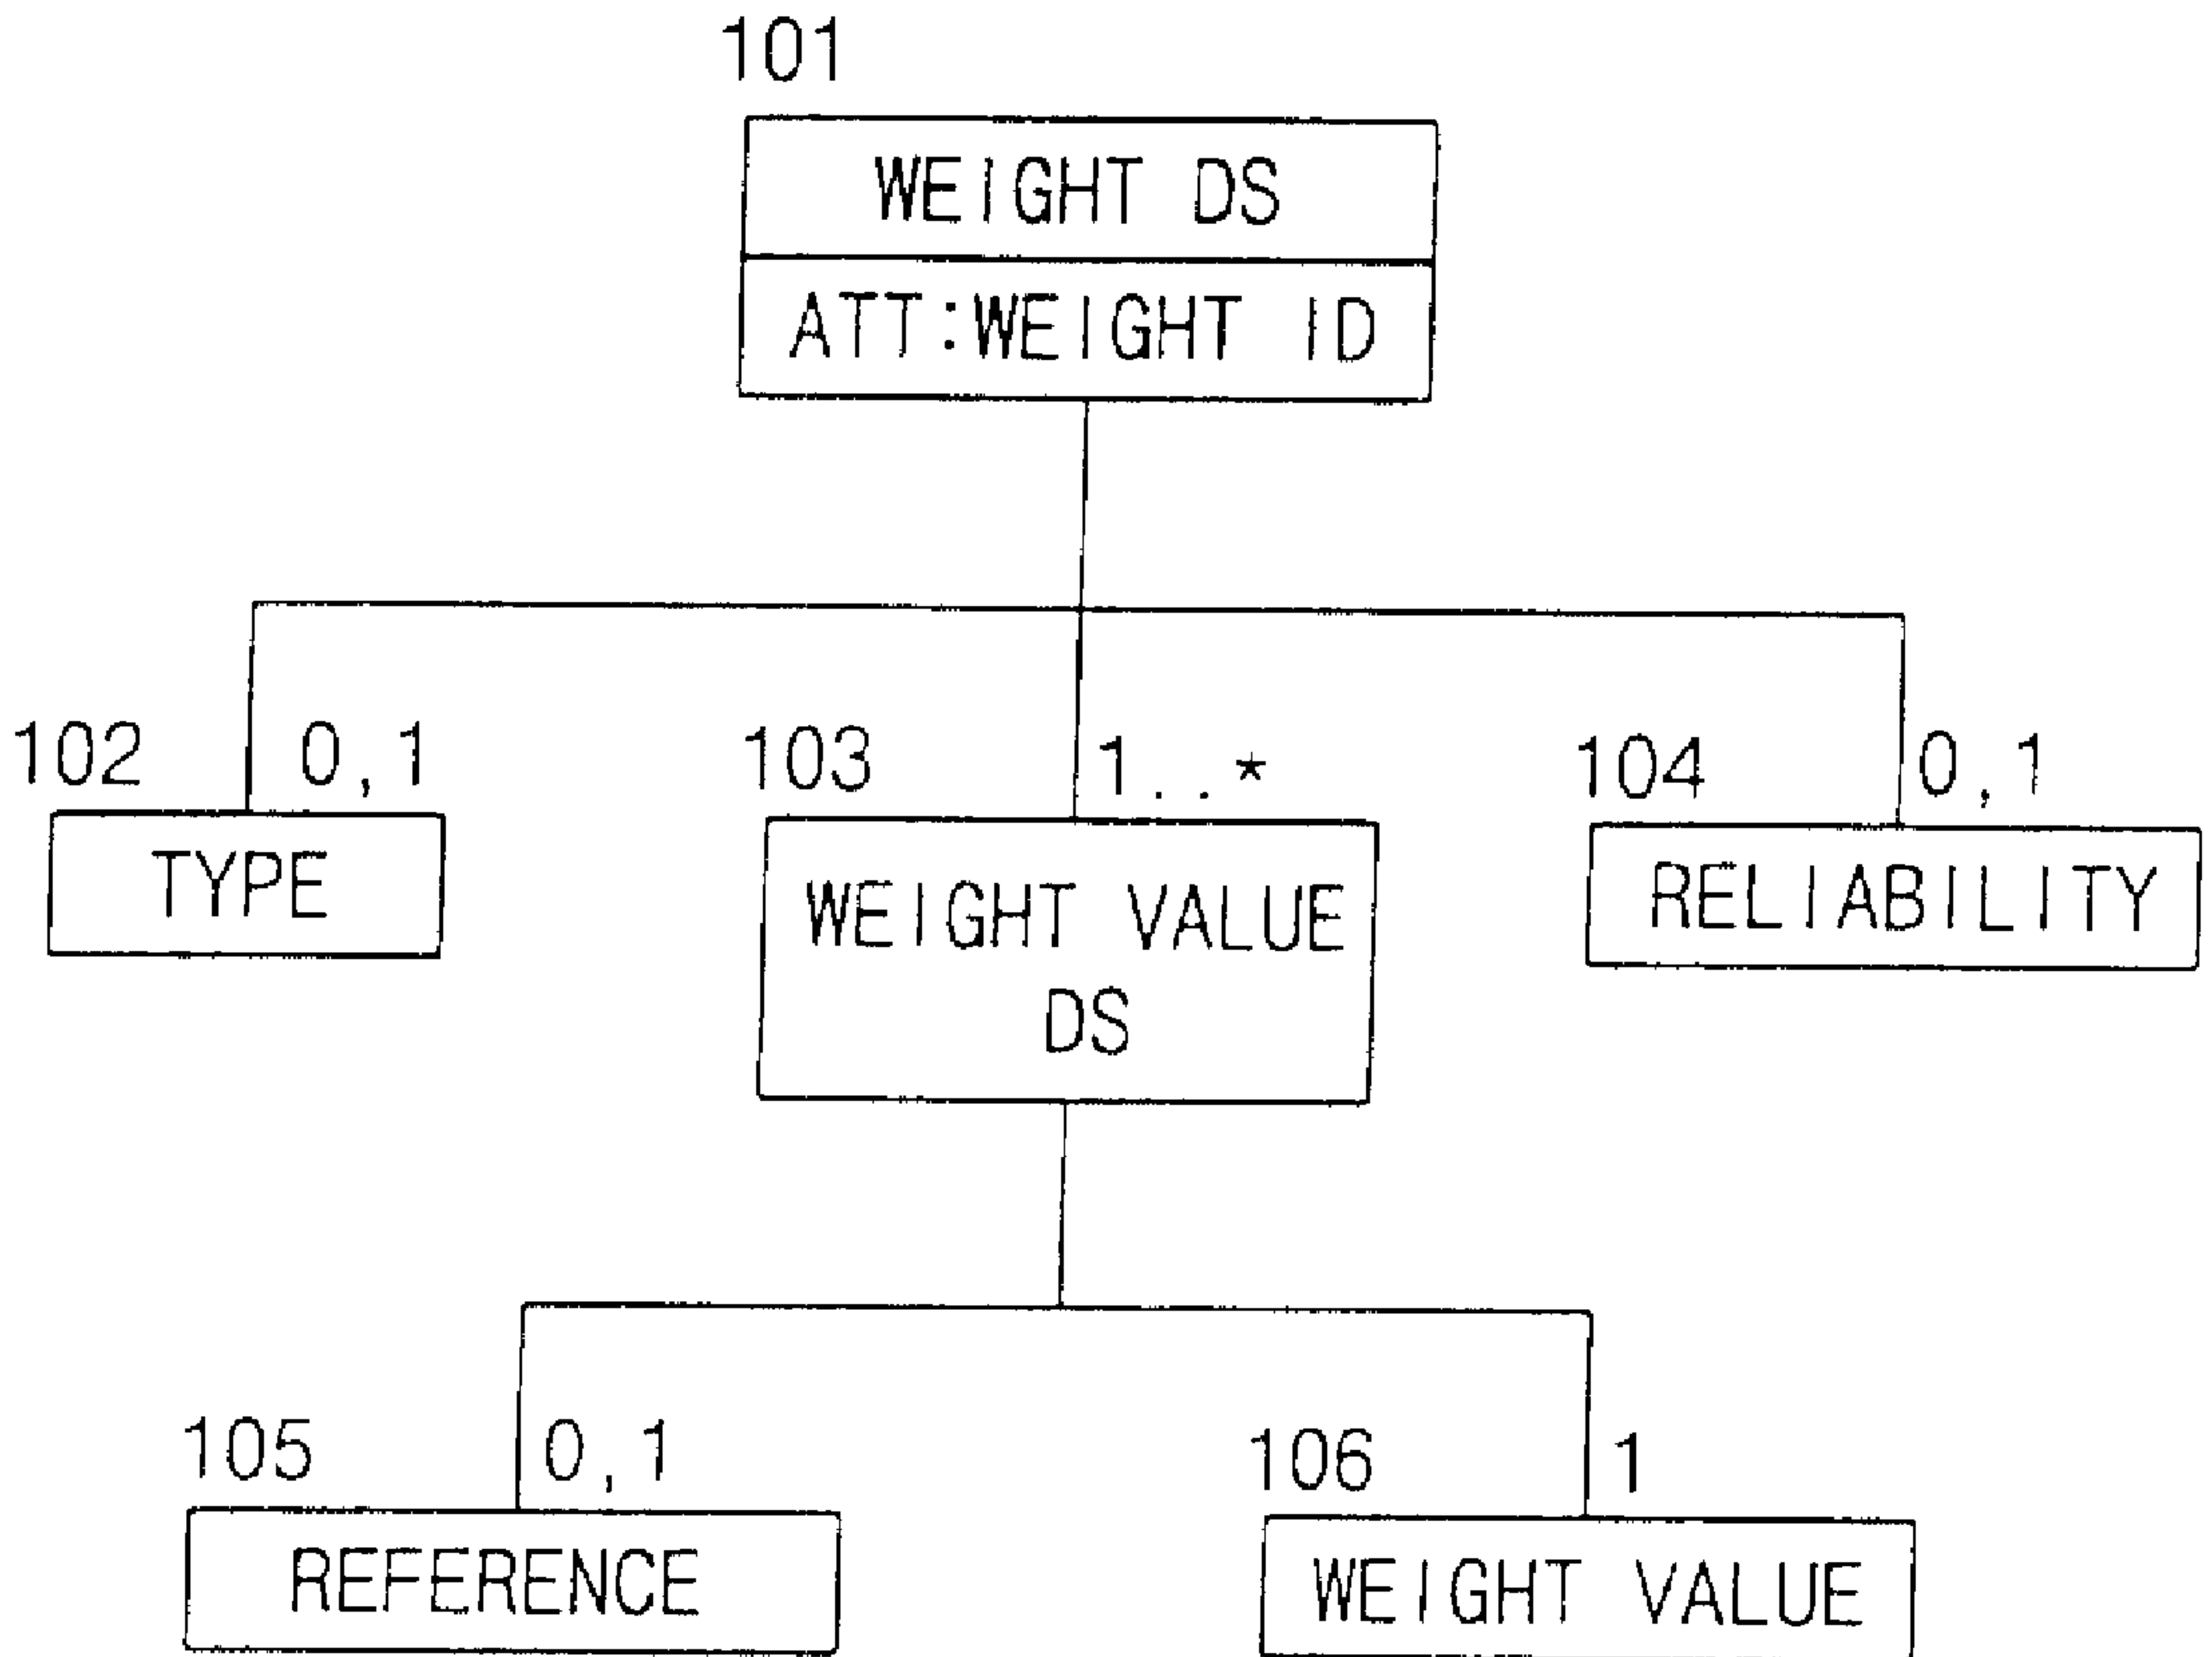 101
WEIGHT DS
ATT:WEIGHT ID
102 0,1 103 1..* 104 0,1
TYPE
WEIGHT VALUE
DS
RELIABILITY
105 0,1 106 1
REFERENCE
WEIGHT VALUE